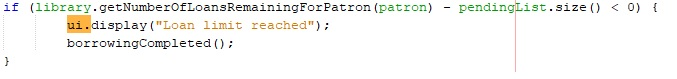 if (library.getNumberOfLoansRemainingForPatron(patron) - pendingList.size() < 0) {
ui.display("Loan limit reached");
borrowingCompleted();
}